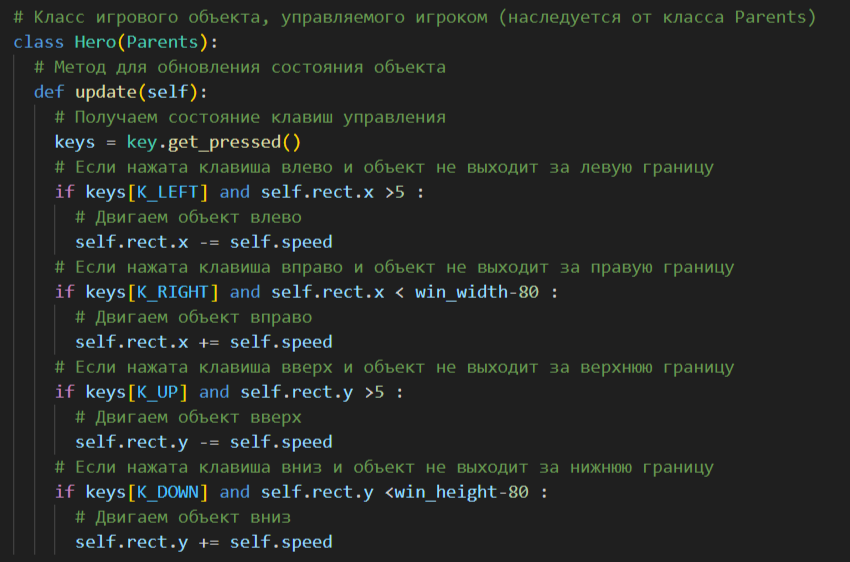 # Класс игрового объекта, управляемого игроком (наследуется от класса Parents)
class Hero(Parents):
  # Метод для обновления состояния объекта
  def update(self):
    # Получаем состояние клавиш управления
    keys = key.get_pressed()
    # Если нажата клавиша влево и объект не выходит за левую границу
    if keys[K_LEFT] and self.rect.x >5 :
      # Двигаем объект влево
      self.rect.x -= self.speed
    # Если нажата клавиша вправо и объект не выходит за правую границу
    if keys[K_RIGHT] and self.rect.x < win_width-80 :
      # Двигаем объект вправо
      self.rect.x += self.speed
    # Если нажата клавиша вверх и объект не выходит за верхнюю границу
    if keys[K_UP] and self.rect.y >5 :
      # Двигаем объект вверх
      self.rect.y -= self.speed
    # Если нажата клавиша вниз и объект не выходит за нижнюю границу
    if keys[K_DOWN] and self.rect.y <win_height-80 :
      # Двигаем объект вниз
      self.rect.y += self.speed